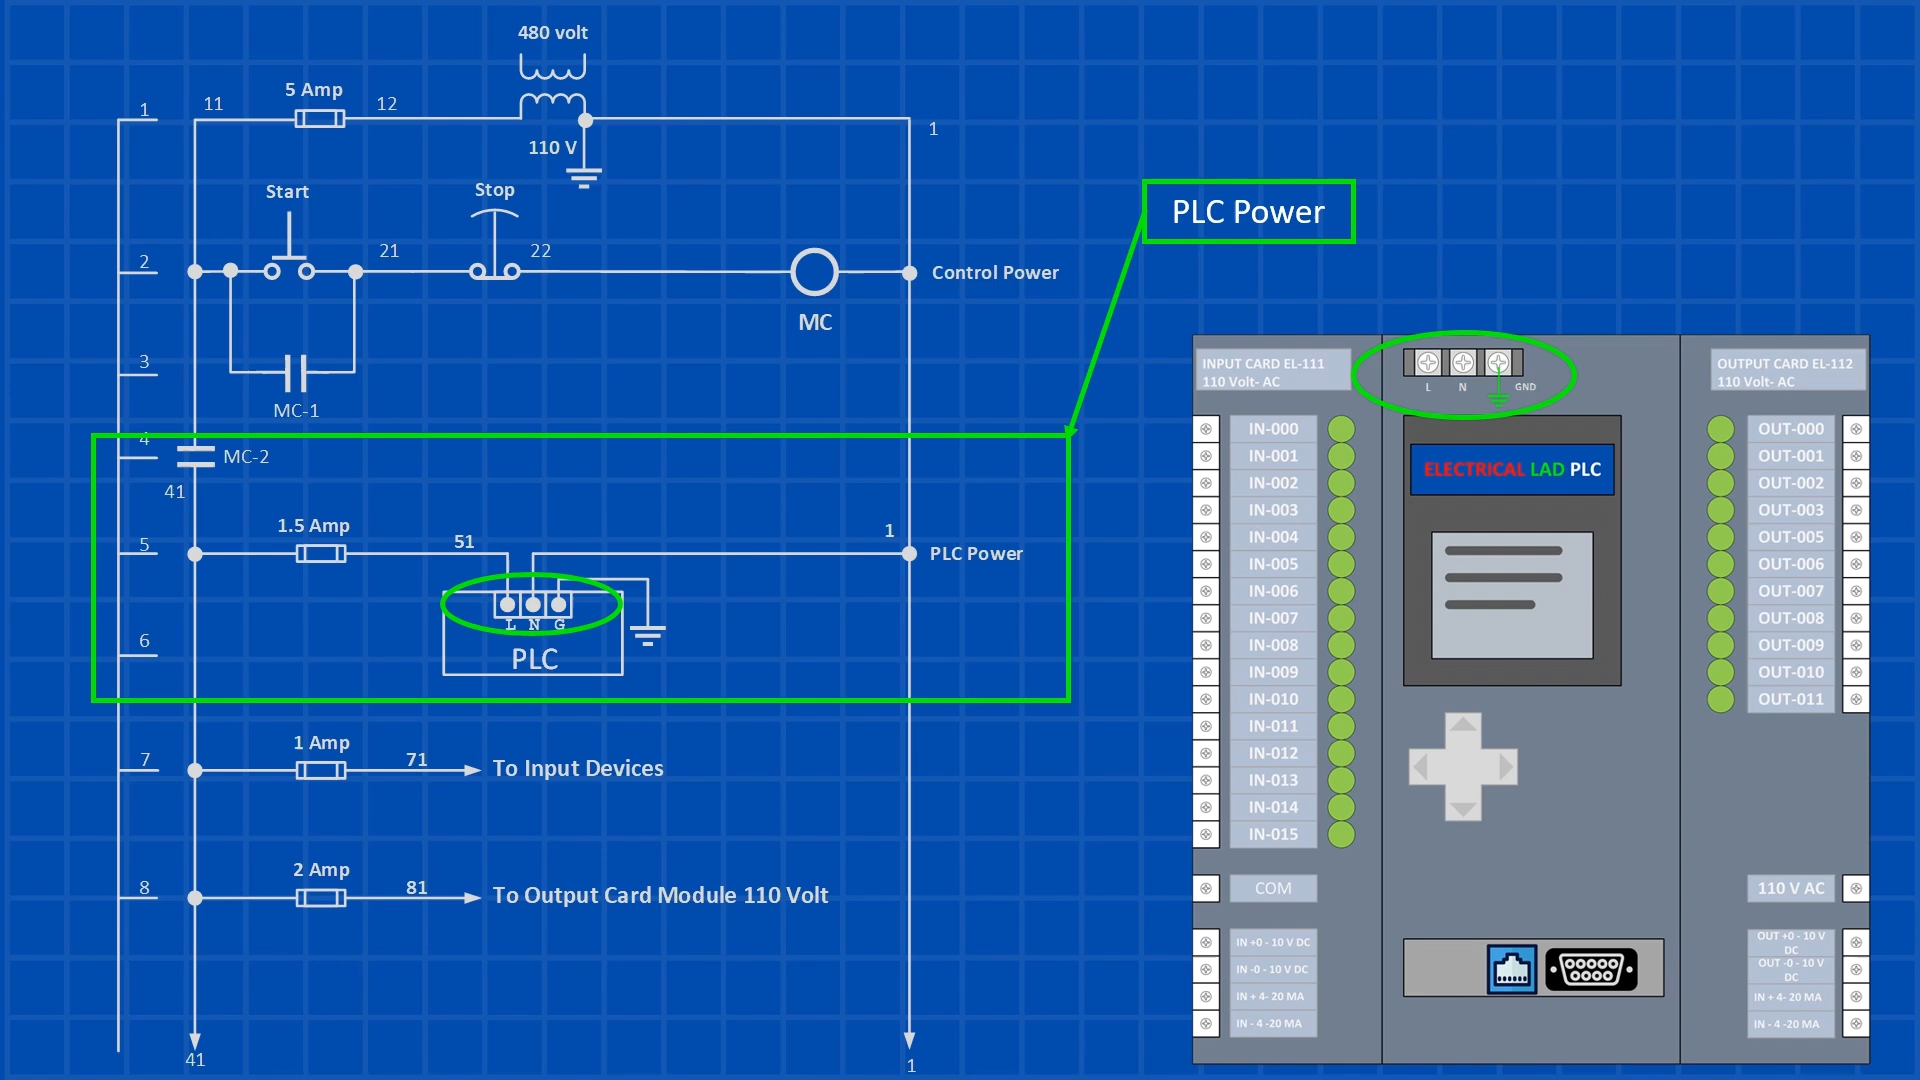 480 volt
1
11
5 Amp
12
110 V
1
Start
Stop
2
21
22
Control Power
MC
3
MC-1
4
MC-2
41
1.5 Amp
51
1
5
PLC Power
L N G
6
PLC
7
1 Amp
71
To Input Devices
8
2 Amp
81
To Output Card Module 110 Volt
41
1
PLC Power
INPUT CARD EL-111
110 Volt- AC
L N GND
OUTPUT CARD EL-112
110 Volt- AC
ELECTRICAL LAD PLC
IN-000
IN-001
IN-002
IN-003
IN-004
IN-005
IN-006
IN-007
IN-008
IN-009
IN-010
IN-011
IN-012
IN-013
IN-014
IN-015
COM
IN +0 - 10 V DC
IN -0 - 10 V DC
IN + 4- 20 MA
IN - 4 -20 MA
OUT-000
OUT-001
OUT-002
OUT-003
OUT-005
OUT-006
OUT-007
OUT-008
OUT-009
OUT-010
OUT-011
110 V AC
OUT +0 - 10 V
DC
OUT -0 - 10 V
DC
IN + 4- 20 MA
IN - 4 -20 MA